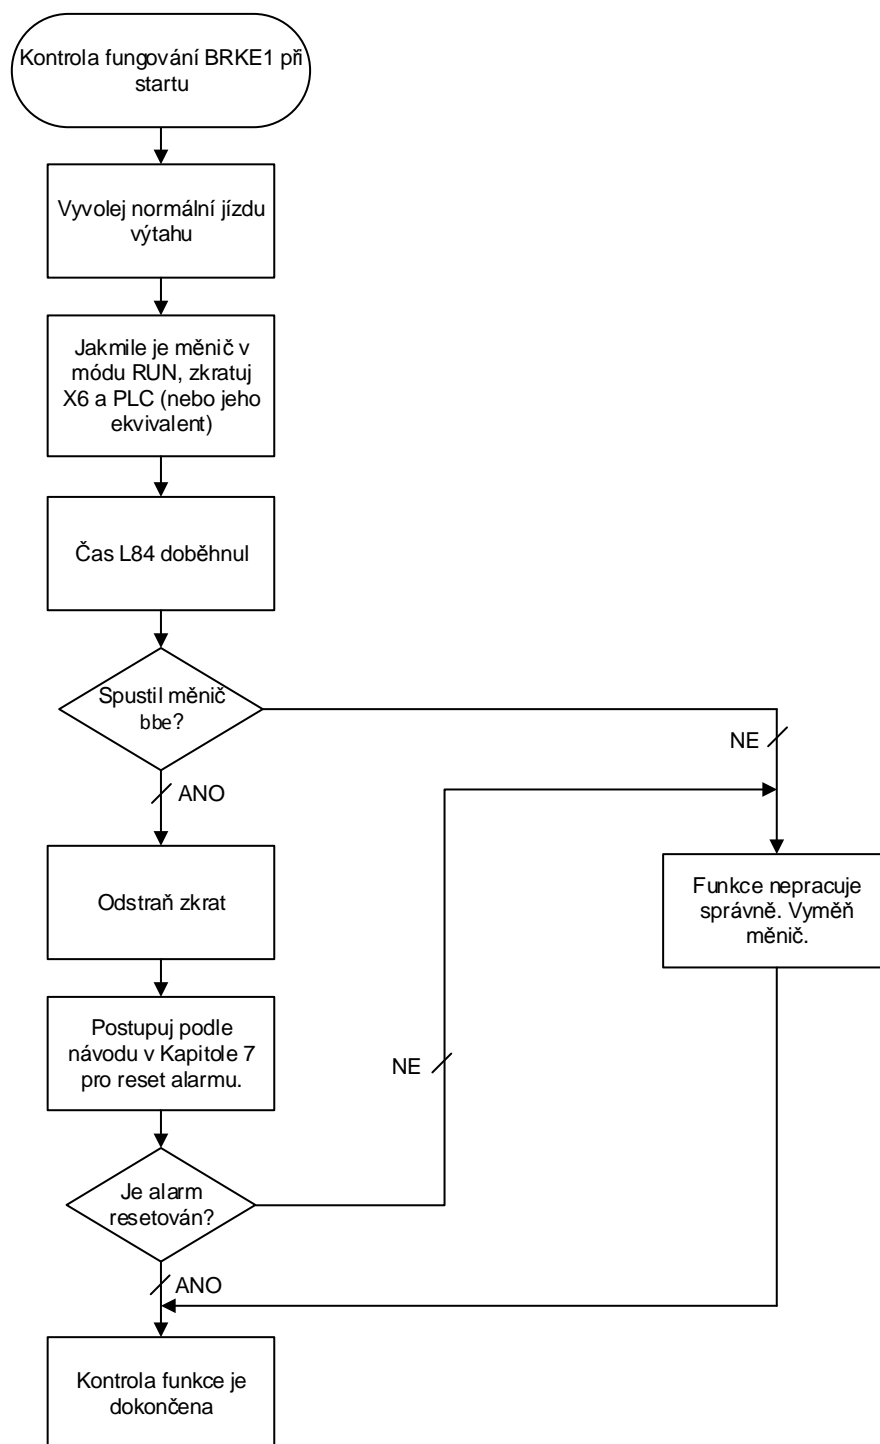 Kontrola fungování BRKE1 při
startu
Vyvolej normální jízdu
výtahu
Jakmile je měnič v
módu RUN, zkratuj
X6 a PLC (nebo jeho
ekvivalent)
Čas L84 doběhnul
Spustil měnič
bbe?
NE
ANO
Odstraň zkrat
Funkce nepracuje
správně. Vyměň
měnič.
Postupuj podle
návodu v Kapitole 7
pro reset alarmu.
NE
Je alarm
resetován?
ANO
Kontrola funkce je
dokončena